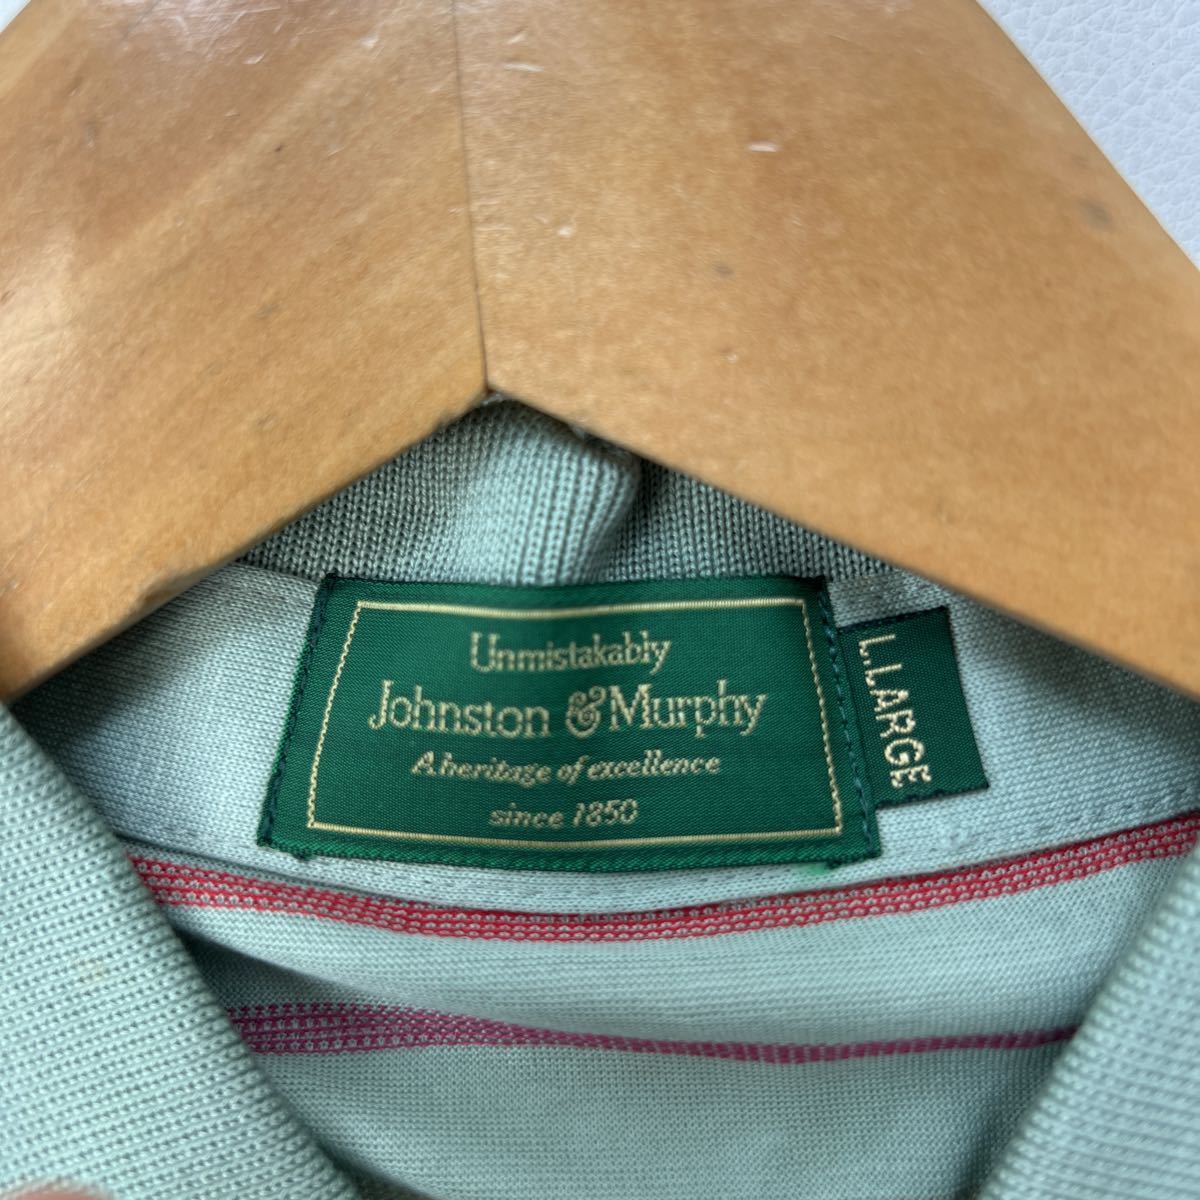 Unmistakably
Johnston & Murphy
A heritage of excellence
since 1850
L.LARGE